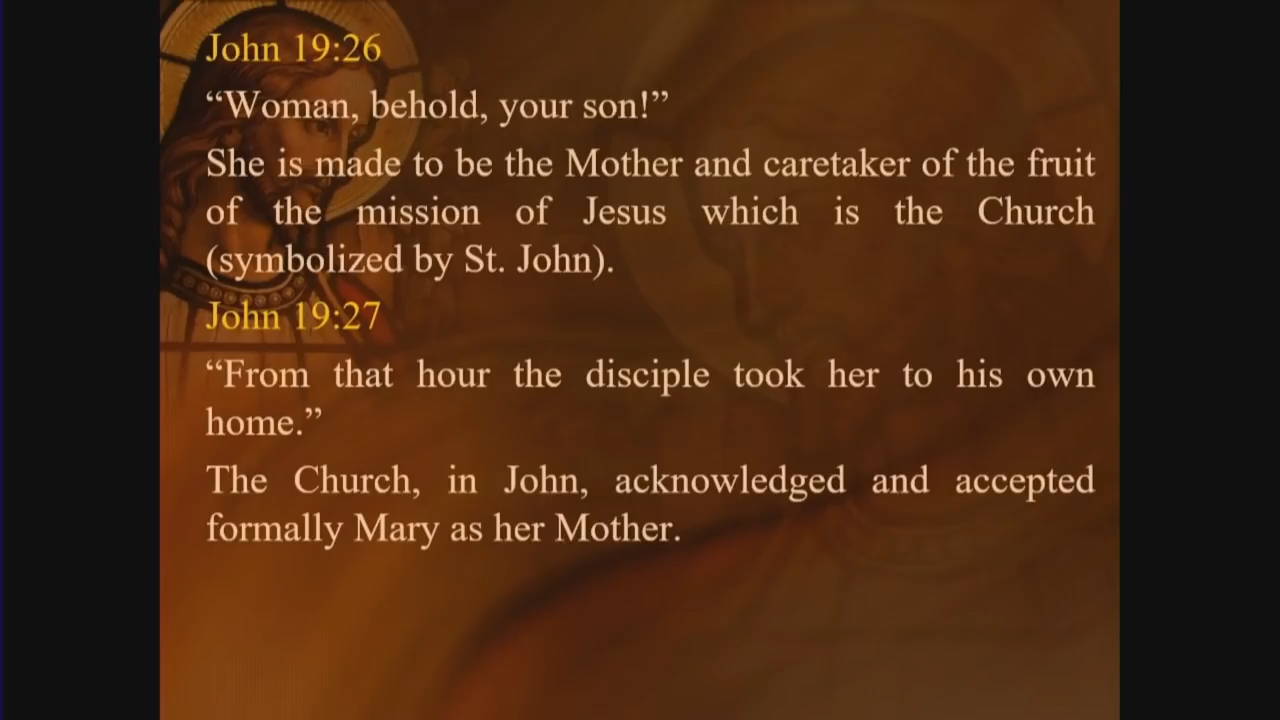 John 19:26
“Woman, behold, your son!”
She is made to be the Mother and caretaker of the fruit
of the mission of Jesus which is the Church
(symbolized by St. John).
John 19:27
“From that hour the disciple took her to his own
home.”
The Church, in John, acknowledged and accepted
formally Mary as her Mother.